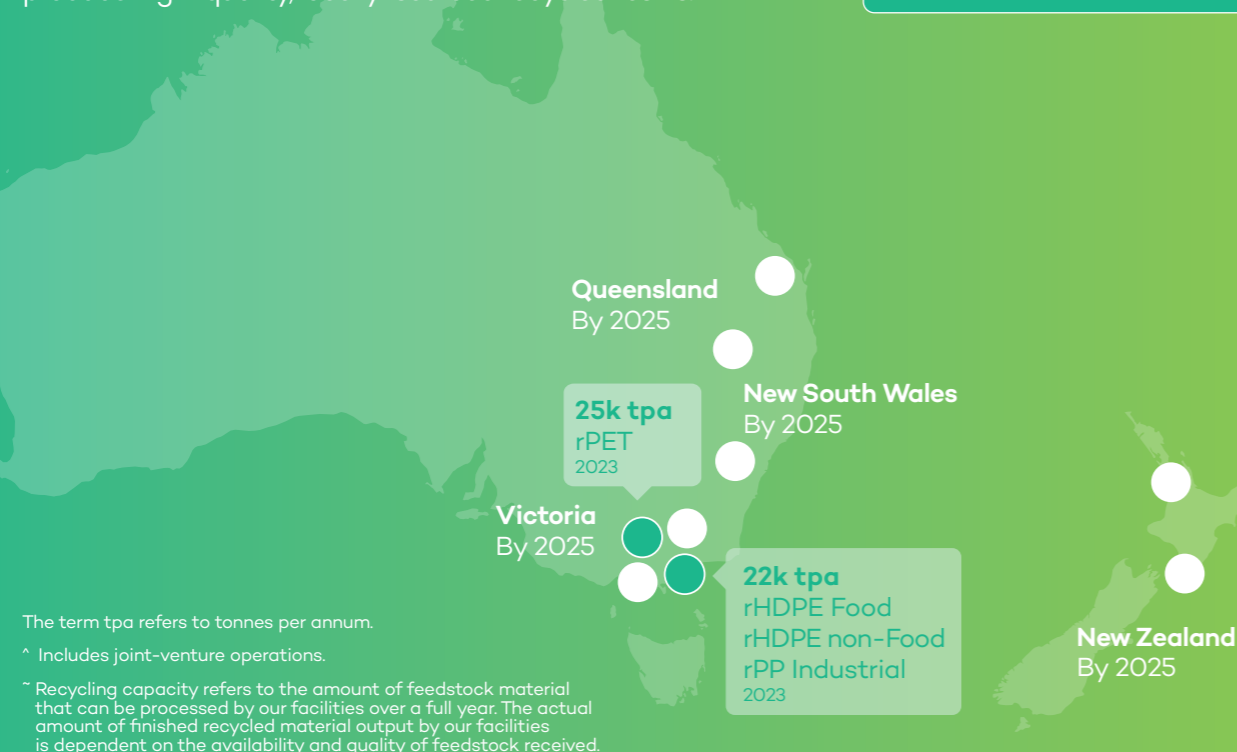 Queensland
By 2025
New South Wales
By 2025
25k tpa
rPET
2023
Victoria
By 2025
22k tpa
rHDPE Food
rHDPE non-Food
rPP Industrial
2023
New Zealand
By 2025
The term tpa refers to tonnes per annum.
^ Includes joint-venture operations.
~ Recycling capacity refers to the amount of feedstock material
that can be processed by our facilities over a full year. The actual
amount of finished recycled material output by our facilities
is dependent on the availability and quality of feedstock received.